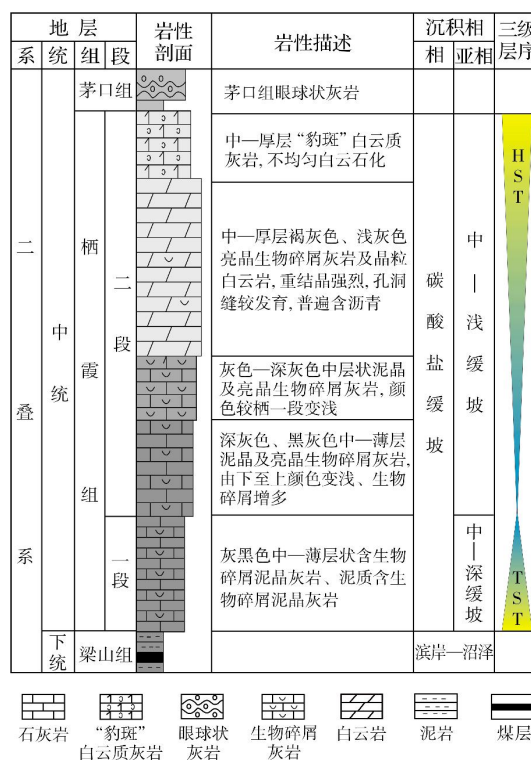 地 层
岩性
剖面
岩性描述
沉积相
三级
层序
系
统
组
段
相
亚相
茅口组
茅口组眼球状灰岩
中—厚层“豹斑”白云质
灰岩,不均匀白云石化
中—厚层褐灰色、浅灰色
亮晶生物碎屑灰岩及晶粒
白云岩,重结晶强烈,孔洞
缝较发育,普遍含沥青
灰色—深灰色中层状泥晶
及亮晶生物碎屑灰岩,颜
色较栖一段变浅
深灰色、黑灰色中—薄层
泥晶及亮晶生物碎屑灰岩,
由下至上颜色变浅、生物
碎屑增多
灰黑色中—薄层状含生物
碎屑泥晶灰岩、泥质含生
物碎屑泥晶灰岩
二叠系
中统
栖霞组
二段
一段
碳酸盐缓坡
中—浅缓坡
中—深缓坡
HST
TST
下统
梁山组
滨岸—沼泽
石灰岩
“豹斑”
白云质灰岩
眼球状
灰岩
生物碎屑
灰岩
白云岩
泥岩
煤层